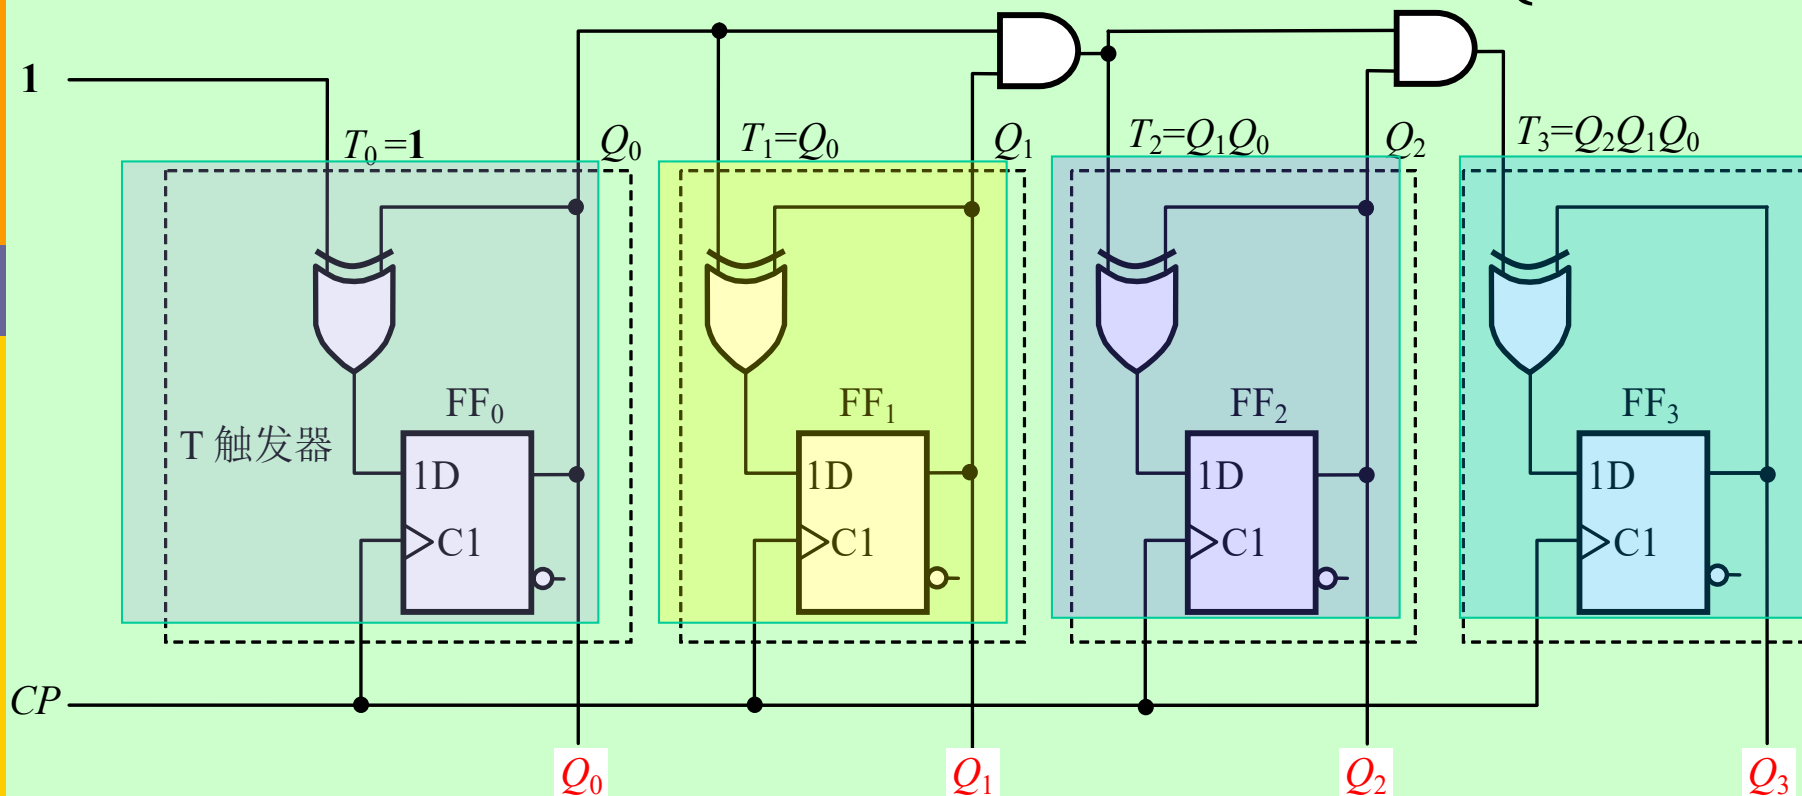 1
T₀=1
Q₀
T₁=Q₀
Q₁
T₂=Q₁Q₀
Q₂
T₃=Q₂Q₁Q₀
T 触发器
FF₀
FF₁
FF₂
FF₃
1D
1D
1D
1D
C1
C1
C1
C1
CP
Q₀
Q₁
Q₂
Q₃